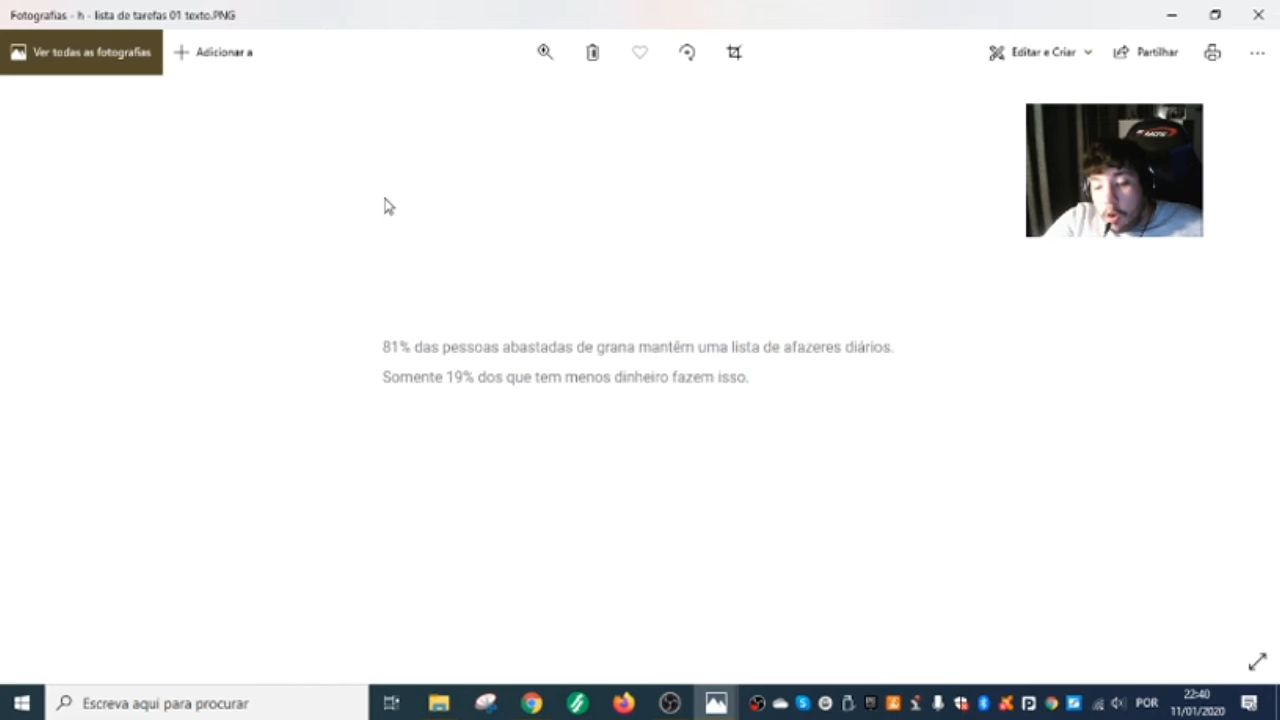 Fotografias - h - lista de tarefas 01 texto.PNG
Ver todas as fotografias
Adicionar a
Editar e Criar
Partilhar
81% das pessoas abastadas de grana mantêm uma lista de afazeres diários.
Somente 19% dos que tem menos dinheiro fazem isso.
Escreva aqui para procurar
POR
22:40
11/01/2020